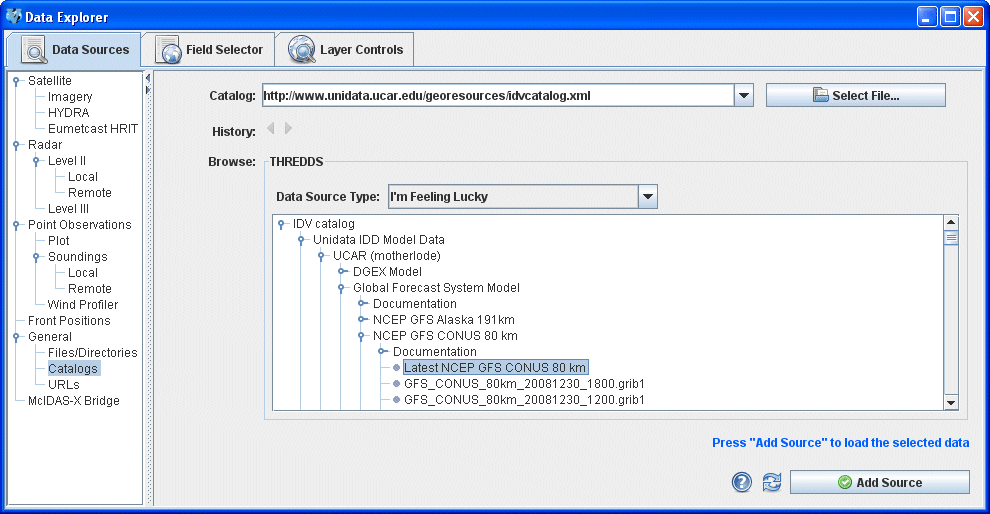 Data Explorer
Data Sources
Field Selector
Layer Controls
Satellite
Imagery
HYDRA
Eumetcast HRIT
Radar
Level II
Local
Remote
Level III
Point Observations
Plot
Soundings
Local
Remote
Wind Profiler
Front Positions
General
Files/Directories
Catalogs
URLs
McIDAS-X Bridge
Catalog: http://www.unidata.ucar.edu/georesources/idvcatalog.xml Select File...
History:
Browse: THREDDS
Data Source Type: I'm Feeling Lucky
IDV catalog
Unidata IDD Model Data
UCAR (motherlode)
DGEX Model
Global Forecast System Model
Documentation
NCEP GFS Alaska 191km
NCEP GFS CONUS 80 km
Documentation
Latest NCEP GFS CONUS 80 km
GFS_CONUS_80km_20081230_1800.grib1
GFS_CONUS_80km_20081230_1200.grib1
Press "Add Source" to load the selected data
? Add Source